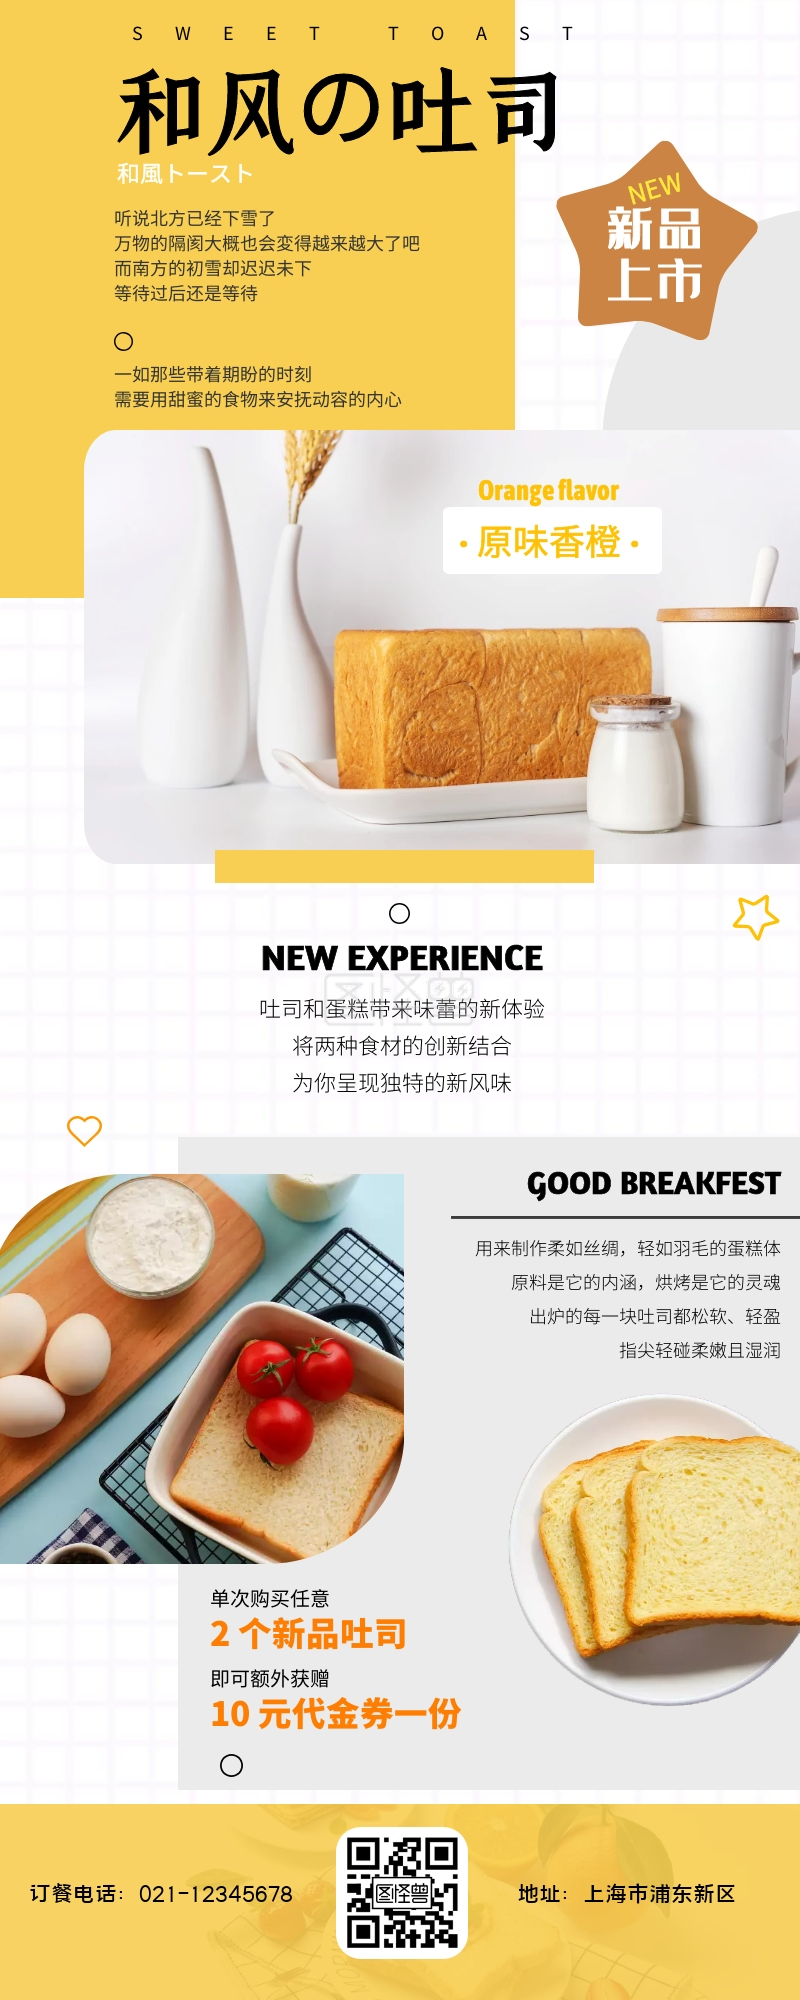 SWEET TOAST
和风の吐司
和風トースト
听说北方已经下雪了
万物的隔阂大概也会变得越来越大了吧
而南方的初雪却迟迟未下
等待过后还是等待
一如那些带着期盼的时刻
需要用甜蜜的食物来安抚动容的内心
NEW
新品
上市
Orange flavor
· 原味香橙 ·
NEW EXPERIENCE
吐司和蛋糕带来味蕾的新体验
将两种食材的创新结合
为你呈现独特的新风味
图怪兽
GOOD BREAKFEST
用来制作柔如丝绸，轻如羽毛的蛋糕体
原料是它的内涵，烘烤是它的灵魂
出炉的每一块吐司都松软、轻盈
指尖轻碰柔嫩且湿润
单次购买任意
2 个新品吐司
即可额外获赠
10 元代金券一份
订餐电话：021-12345678
图怪兽
地址：上海市浦东新区